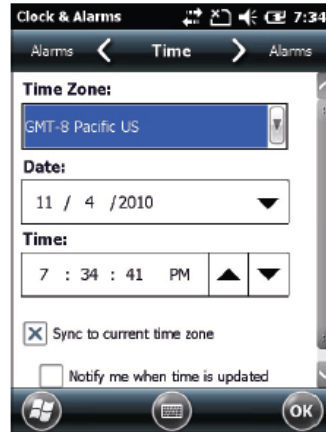 Clock & Alarms 7:34
Alarms Time Alarms
Time Zone:
GMT-8 Pacific US
Date:
11 / 4 /2010
Time:
7 : 34 : 41 PM
Sync to current time zone
Notify me when time is updated
OK